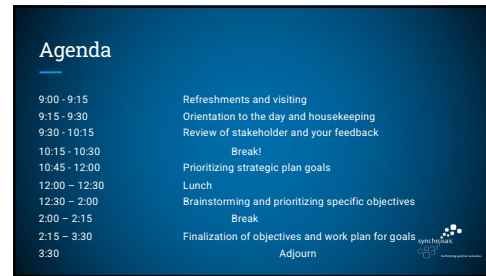 Agenda
9:00 - 9:15 Refreshments and visiting
9:15 - 9:30 Orientation to the day and housekeeping
9:30 - 10:15 Review of stakeholder and your feedback
10:15 - 10:30 Break!
10:45 - 12:00 Prioritizing strategic plan goals
12:00 – 12:30 Lunch
12:30 – 2:00 Brainstorming and prioritizing specific objectives
2:00 – 2:15 Break
2:15 – 3:30 Finalization of objectives and work plan for goals
3:30 Adjourn
synchrosaic